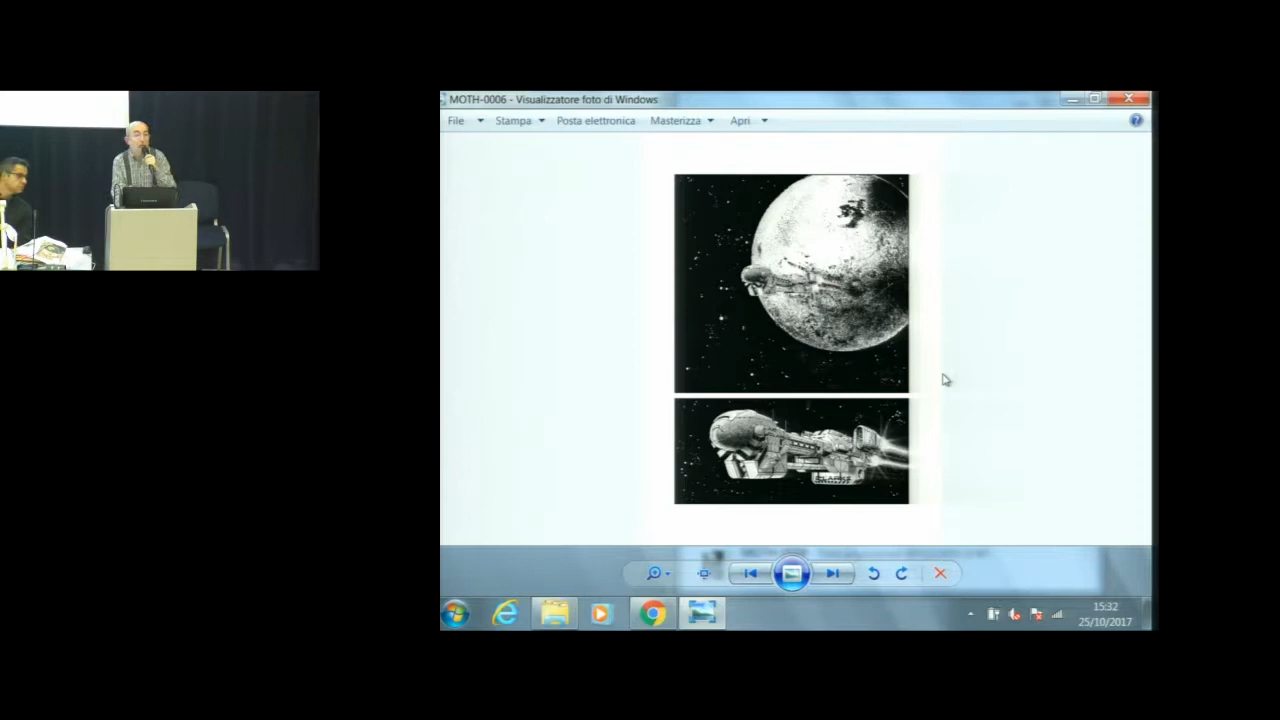 MOTH-0006 - Visualizzatore foto di Windows
File Stampa Posta elettronica Masterizza Apri
15:32
25/10/2017